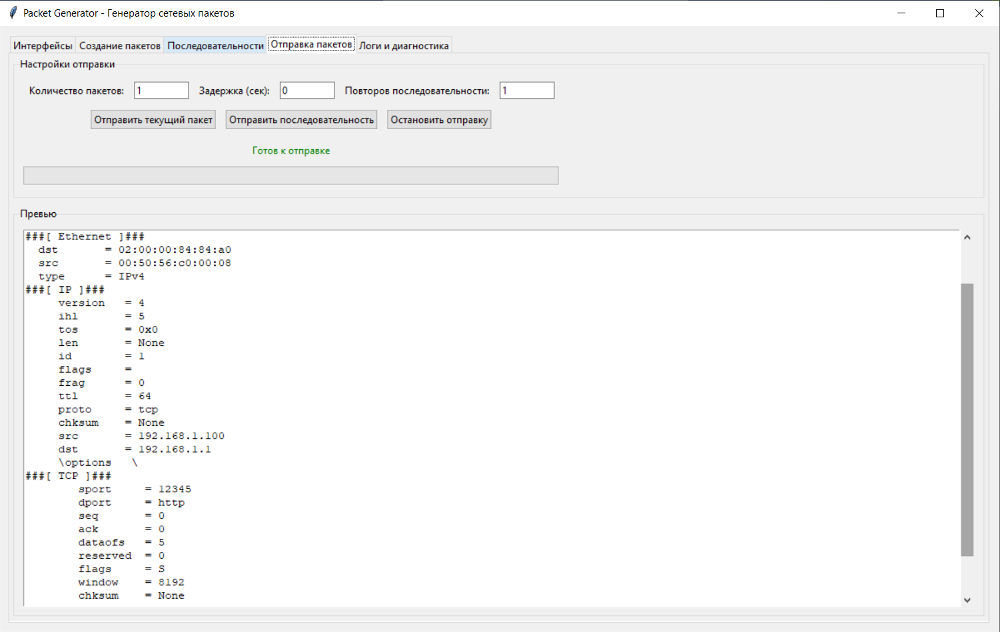 Packet Generator - Генератор сетевых пакетов
Интерфейсы Создание пакетов Последовательности Отправка пакетов Логи и диагностика
Настройки отправки
Количество пакетов: 1 Задержка (сек): 0 Повторов последовательности: 1
Отправить текущий пакет Отправить последовательность Остановить отправку
Готов к отправке
Превью
###[ Ethernet ]###
  dst       = 02:00:00:84:84:a0
  src       = 00:50:56:c0:00:08
  type      = IPv4
###[ IP ]###
     version   = 4
     ihl       = 5
     tos       = 0x0
     len       = None
     id        = 1
     flags     =
     frag      = 0
     ttl       = 64
     proto     = tcp
     chksum    = None
     src       = 192.168.1.100
     dst       = 192.168.1.1
     \options   \
###[ TCP ]###
        sport     = 12345
        dport     = http
        seq       = 0
        ack       = 0
        dataofs   = 5
        reserved  = 0
        flags     = S
        window    = 8192
        chksum    = None